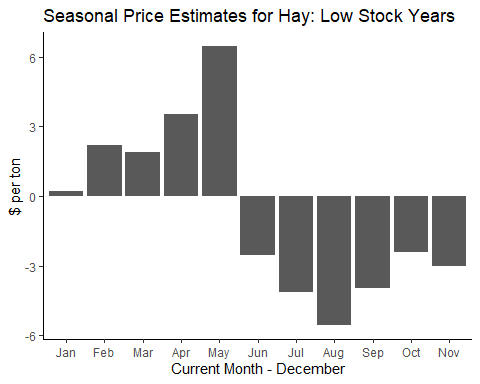 Seasonal Price Estimates for Hay: Low Stock Years
$ per ton
6
3
0
-3
-6
Jan Feb Mar Apr May Jun Jul Aug Sep Oct Nov
Current Month - December